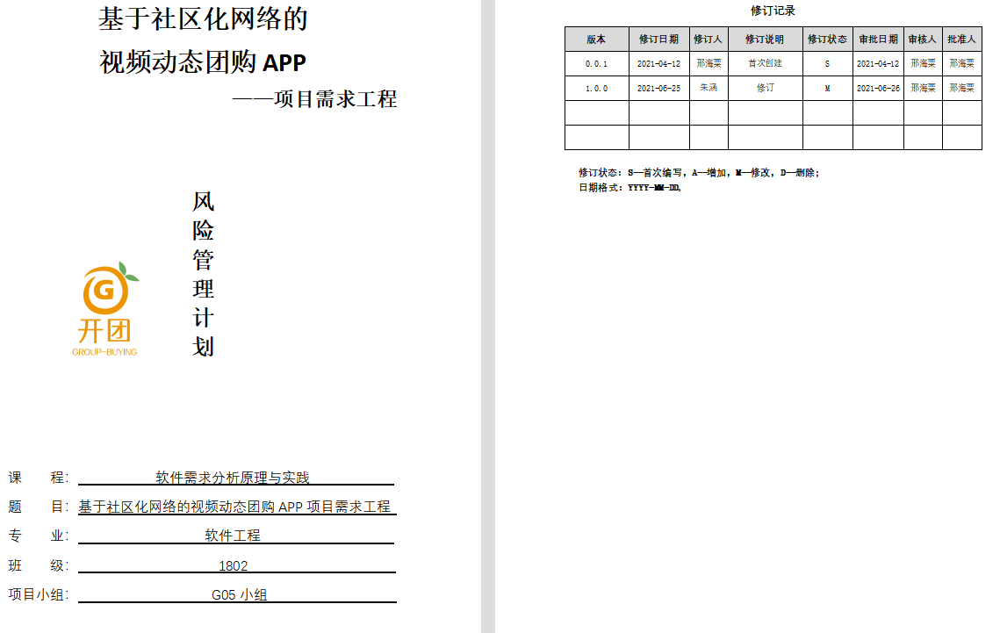 基于社区化网络的
视频动态团购 APP
——项目需求工程
风险管理计划
G
开团
GROUP-BUYING
课 程： 软件需求分析原理与实践
题 目： 基于社区化网络的视频动态团购 APP 项目需求工程
专 业： 软件工程
班 级： 1802
项目小组： G05 小组
修订记录
版本 修订日期 修订人 修订说明 修订状态 审批日期 审核人 批准人
0.0.1 2021-04-12 邢海粟 首次创建 S 2021-04-12 邢海粟 邢海粟
1.0.0 2021-06-25 朱涵 修订 M 2021-06-26 邢海粟 邢海粟
修订状态：S--首次编写，A--增加，M--修改，D--删除；
日期格式：YYYY-MM-DD。